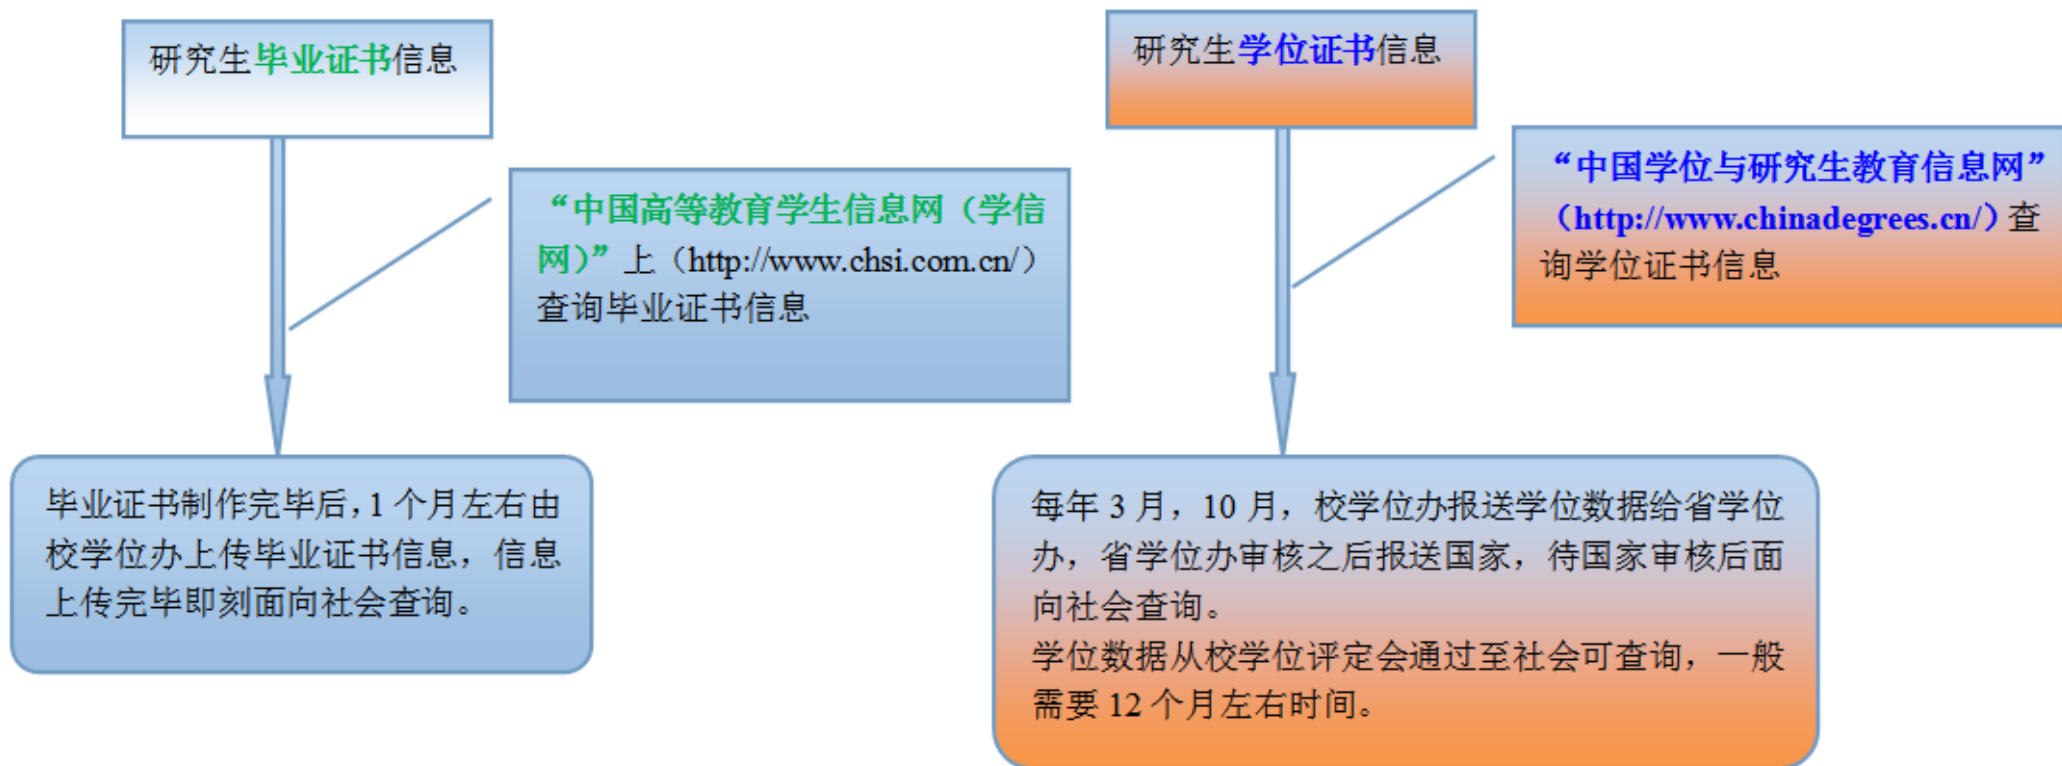 研究生毕业证书信息
“中国高等教育学生信息网（学信
网）”上（http://www.chsi.com.cn/）
查询毕业证书信息
毕业证书制作完毕后，1 个月左右由
校学位办上传毕业证书信息，信息
上传完毕即刻面向社会查询。
研究生学位证书信息
“中国学位与研究生教育信息网”
（http://www.chinadegrees.cn/）查
询学位证书信息
每年 3 月，10 月，校学位办报送学位数据给省学位
办，省学位办审核之后报送国家，待国家审核后面
向社会查询。
学位数据从校学位评定会通过至社会可查询，一般
需要 12 个月左右时间。